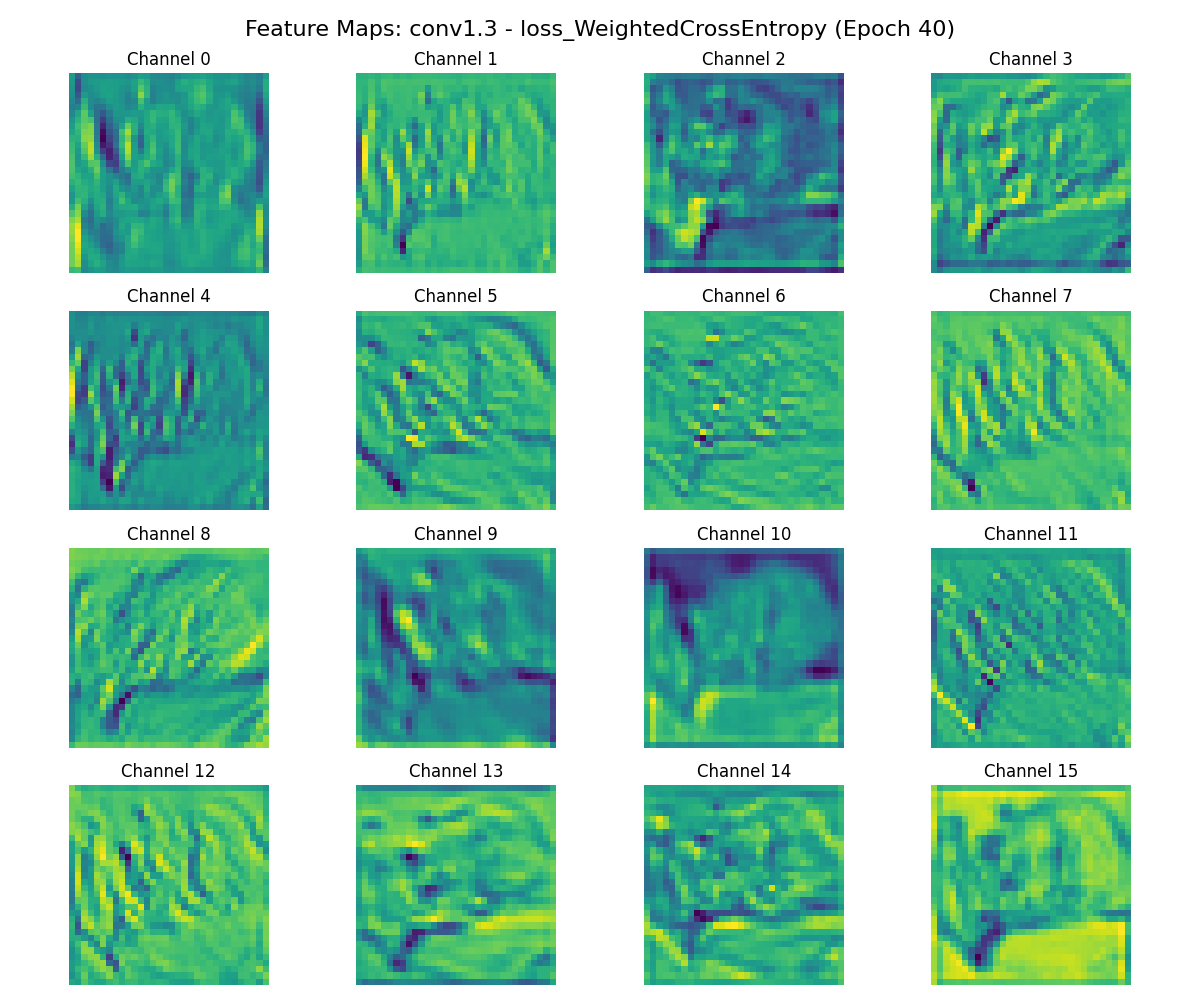 Feature Maps: conv1.3 - loss_WeightedCrossEntropy (Epoch 40)
Channel 0
Channel 1
Channel 2
Channel 3
Channel 4
Channel 5
Channel 6
Channel 7
Channel 8
Channel 9
Channel 10
Channel 11
Channel 12
Channel 13
Channel 14
Channel 15